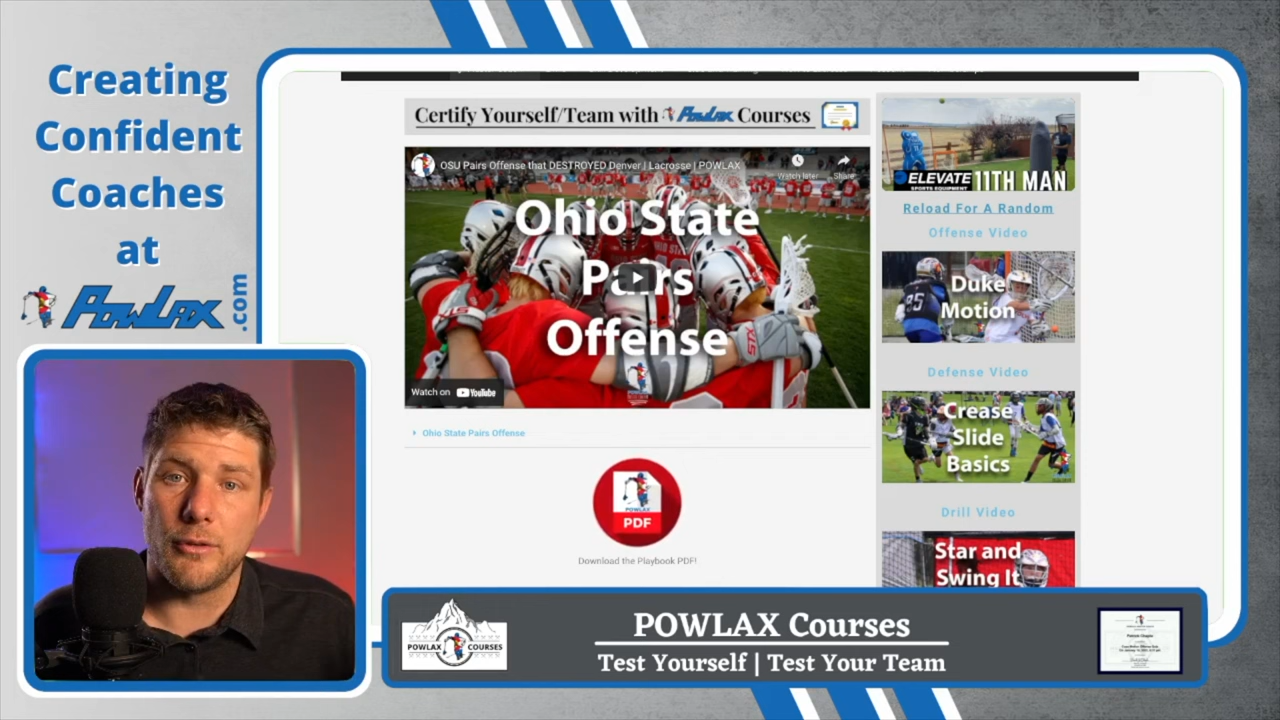 Creating
Confident
Coaches
at
POWLAX
.com
Certify Yourself/Team with POWLAX Courses
OSU Pairs Offense that DESTROYED Denver | Lacrosse | POWLAX
Watch later
Share
Ohio State
Pairs
Offense
Watch on YouTube
Ohio State Pairs Offense
POWLAX
PDF
Download the Playbook PDF!
ELEVATE
SPORTS EQUIPMENT
11TH MAN
Reload For A Random
Offense Video
Duke
Motion
Defense Video
Crease
Slide
Basics
Drill Video
Star and
Swing It
POWLAX COURSES
POWLAX Courses
Test Yourself | Test Your Team